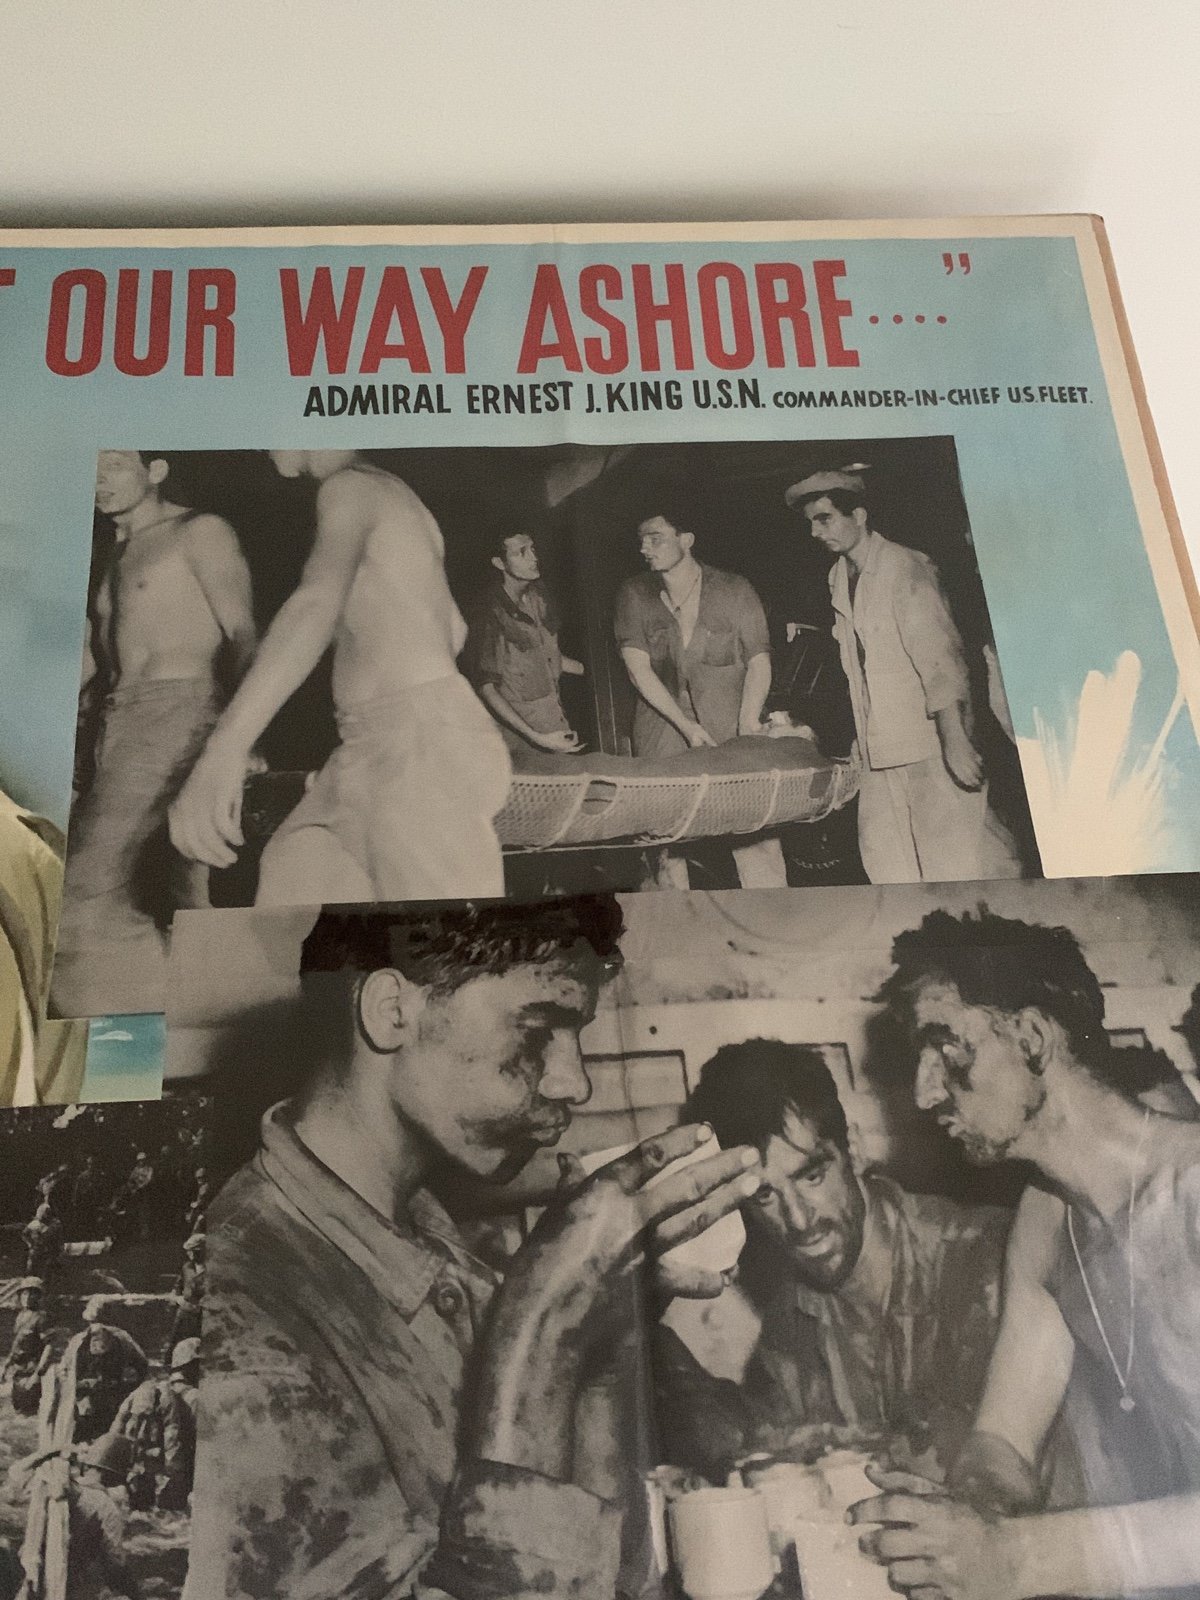 OUR WAY ASHORE...."
ADMIRAL ERNEST J. KING U.S.N. COMMANDER-IN-CHIEF U.S. FLEET.